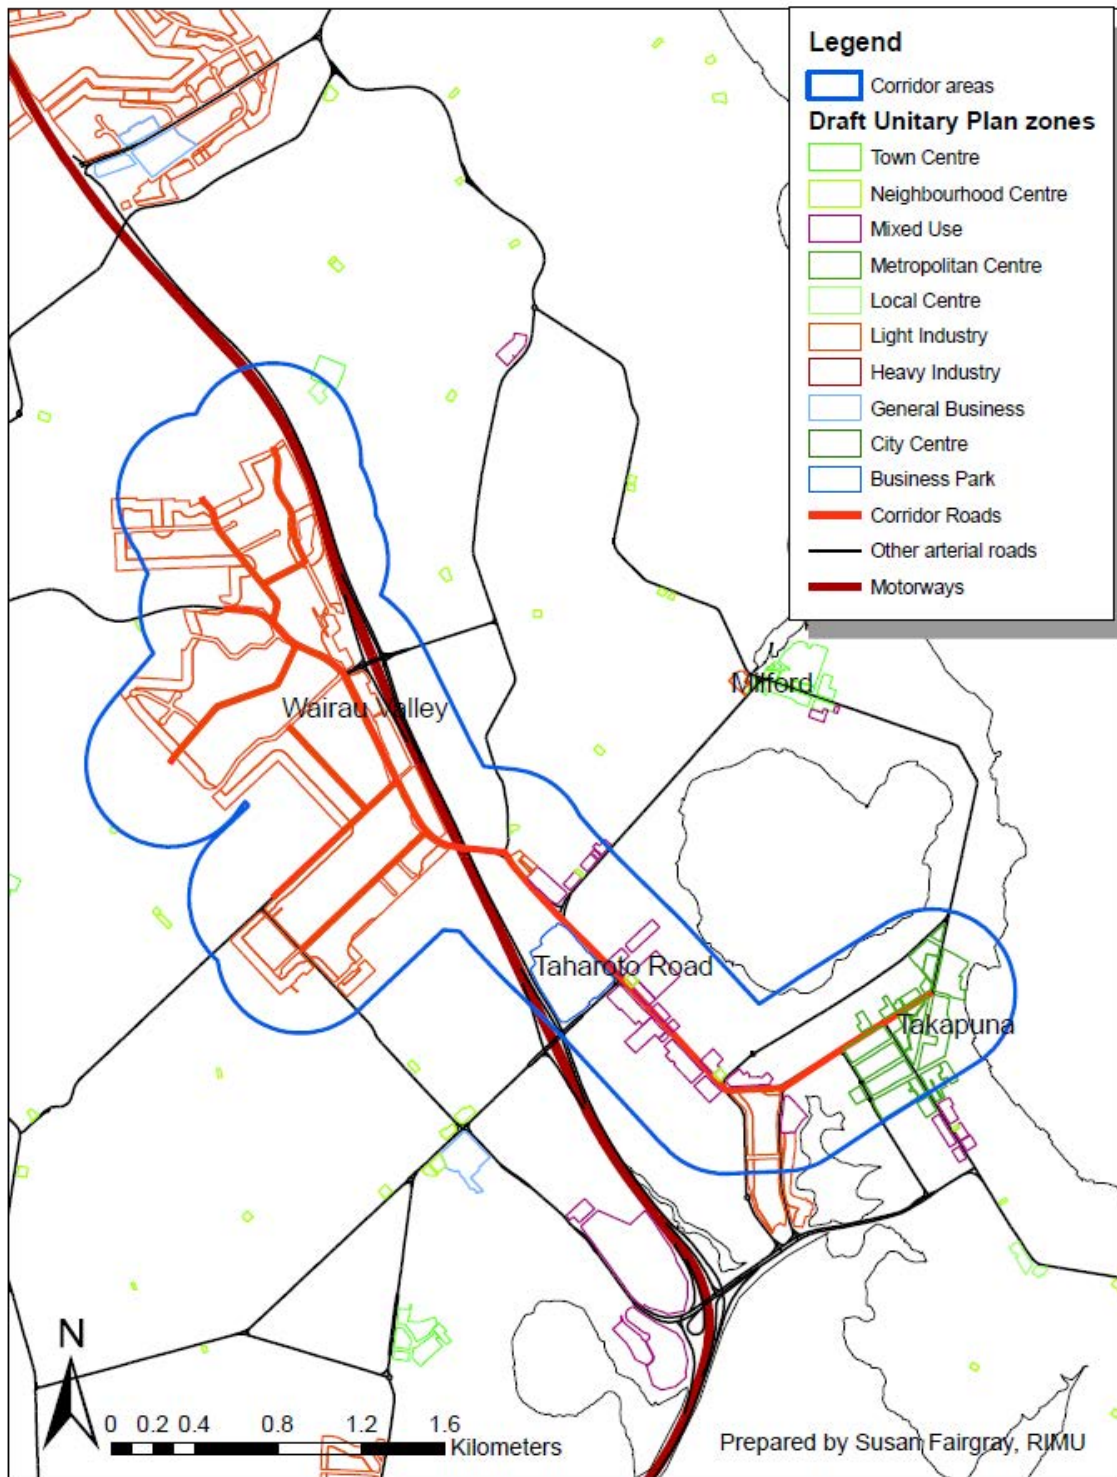 Legend
Corridor areas
Draft Unitary Plan zones
Town Centre
Neighbourhood Centre
Mixed Use
Metropolitan Centre
Local Centre
Light Industry
Heavy Industry
General Business
City Centre
Business Park
Corridor Roads
Other arterial roads
Motorways
Milford
Wairau Valley
Taharoto Road
Takapuna
N
0 0.2 0.4 0.8 1.2 1.6
Kilometers
Prepared by Susan Fairgray, RIMU